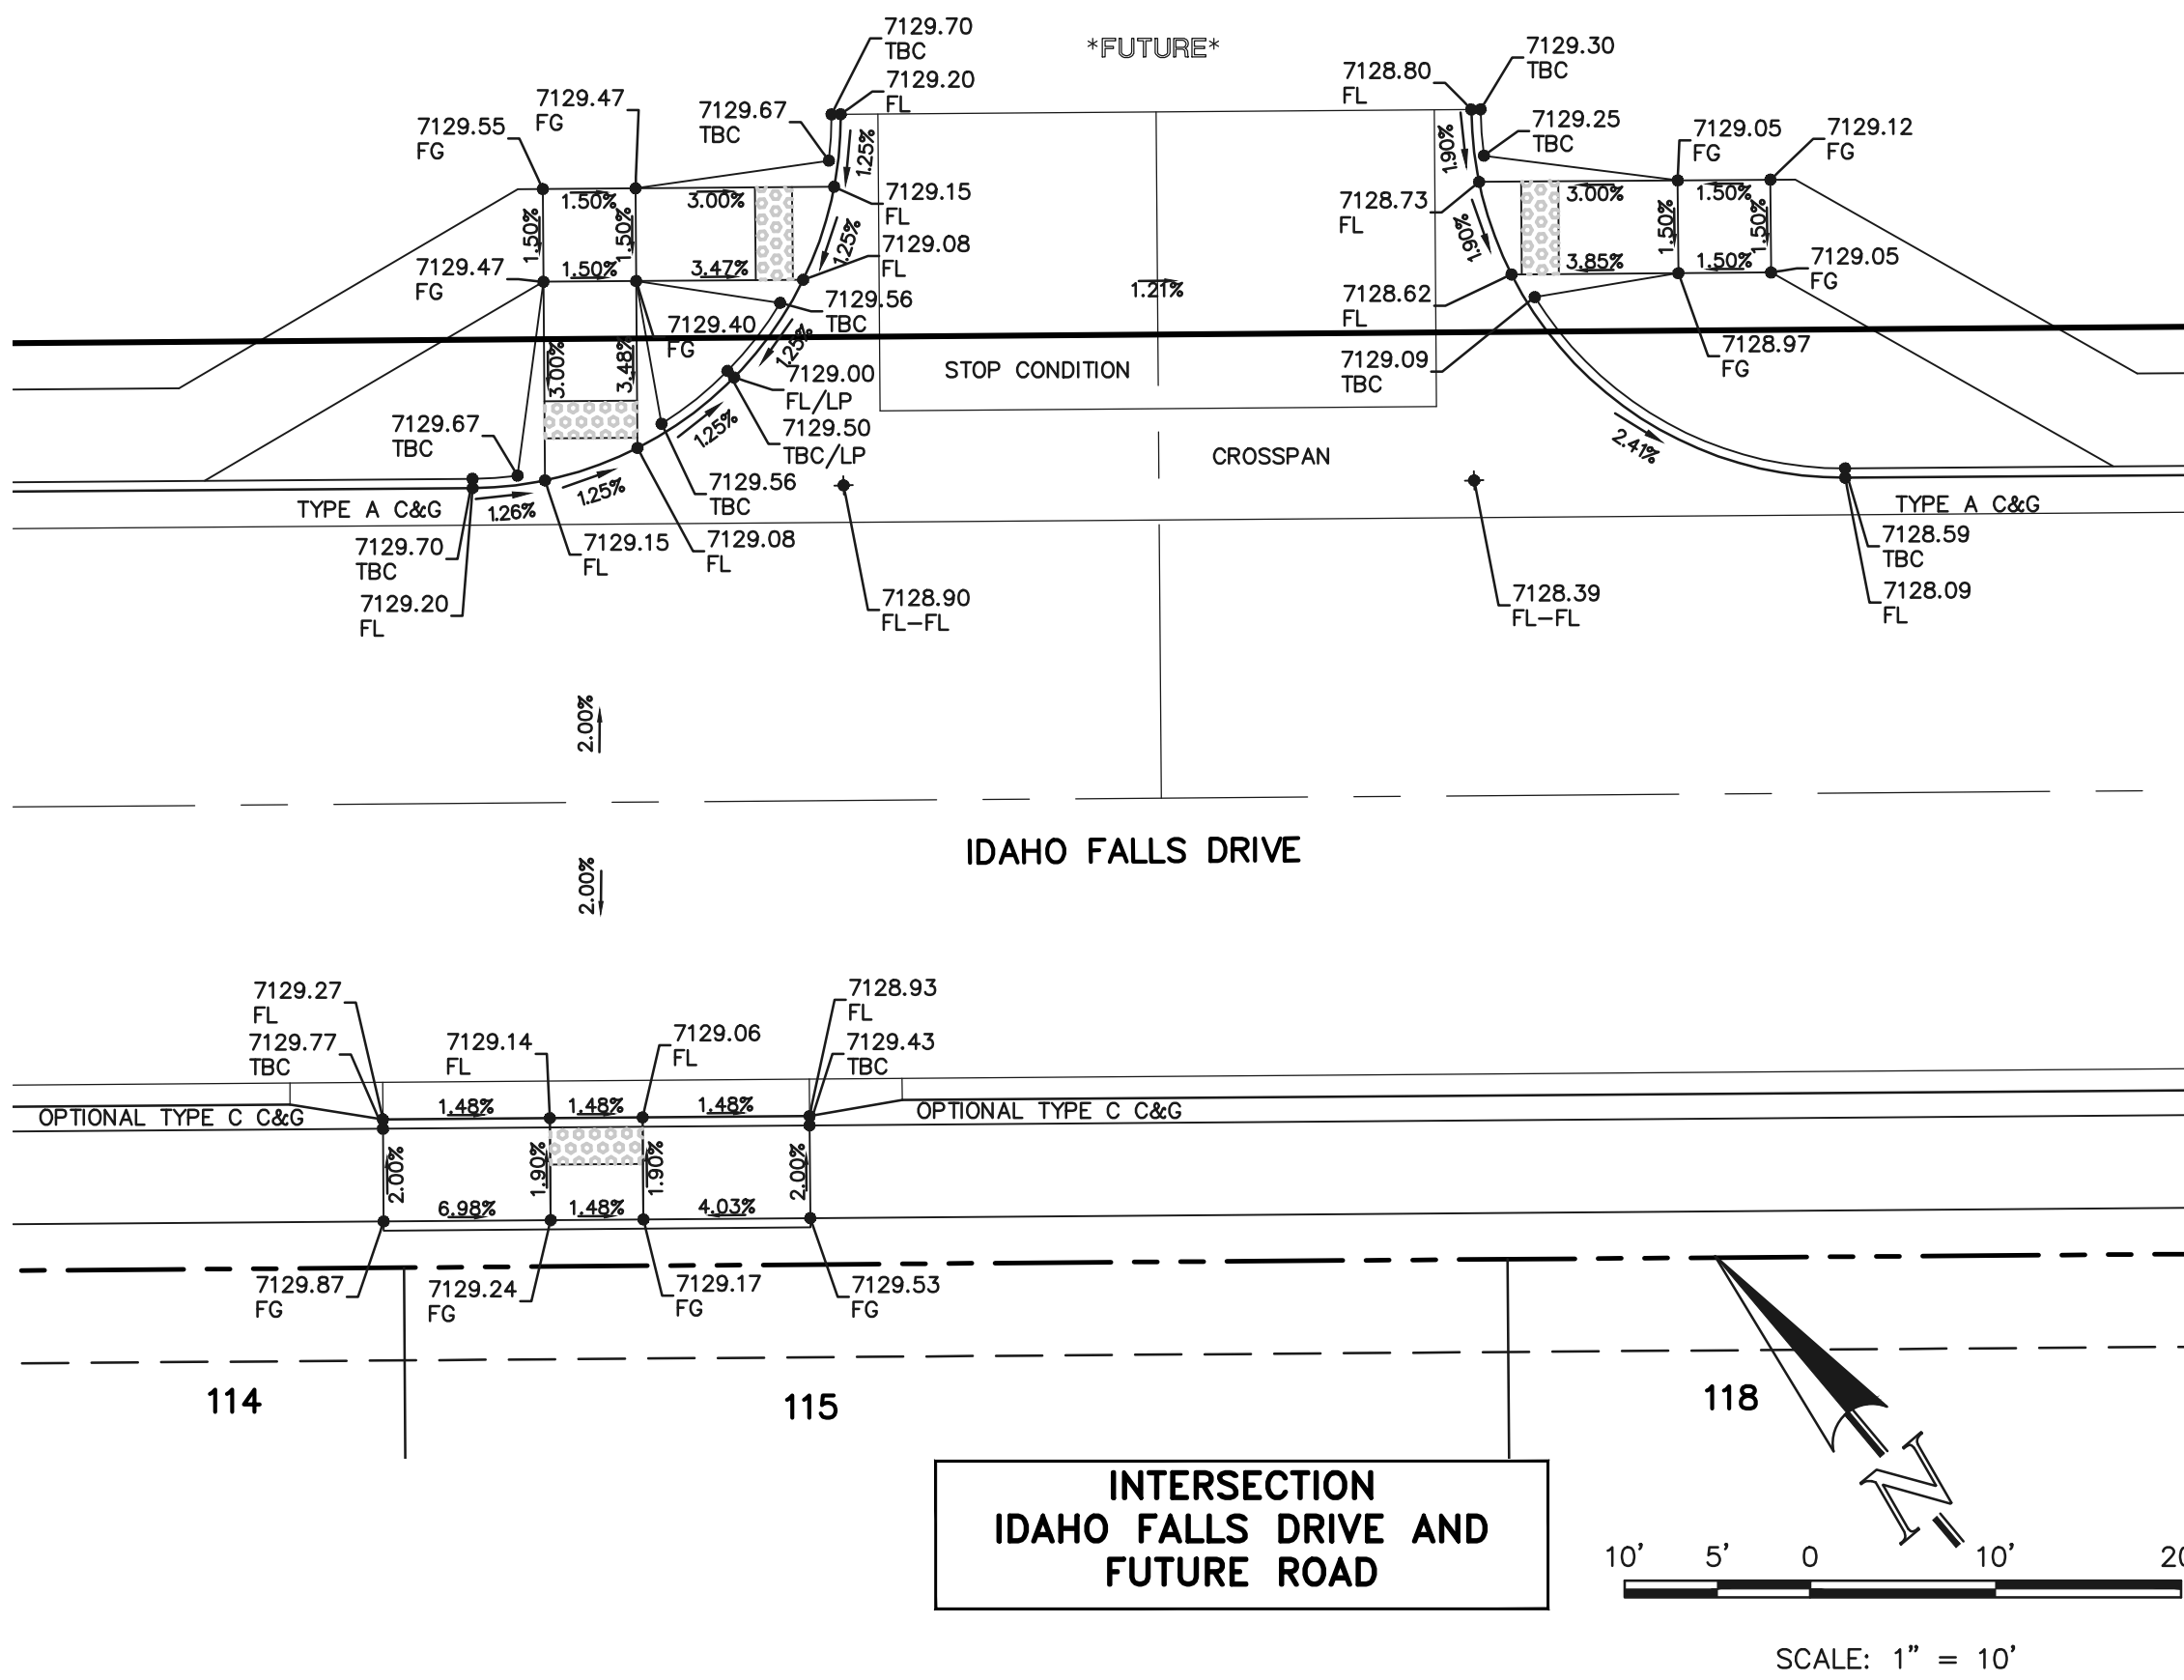 7129.70
TBC
*FUTURE*
7129.30
TBC
7129.20
FL
7128.80
FL
7129.47
FG
7129.67
TBC
7129.55
FG
7129.25
TBC
7129.05
FG
7129.12
FG
1.25%
1.90%
1.50%
3.00%
7129.15
FL
7128.73
FL
3.00%
1.50%
1.50%
1.50%
1.25%
1.90%
1.50%
1.50%
7129.08
FL
7129.47
FG
1.50%
3.47%
3.85%
1.50%
7129.05
FG
1.21%
7129.56
TBC
7128.62
FL
7129.40
FG
1.25%
3.00%
3.48%
7129.09
TBC
7128.97
FG
STOP CONDITION
7129.00
FL/LP
7129.67
TBC
7129.50
TBC/LP
1.25%
2.41%
CROSSPAN
7129.56
TBC
1.25%
1.26%
TYPE A C&G
TYPE A C&G
7129.70
TBC
7129.15
FL
7129.08
FL
7128.59
TBC
7129.20
FL
7128.90
FL-FL
7128.39
FL-FL
7128.09
FL
2.00%
IDAHO FALLS DRIVE
2.00%
7129.27
FL
7128.93
FL
7129.77
TBC
7129.14
FL
7129.06
FL
7129.43
TBC
1.48%
1.48%
1.48%
OPTIONAL TYPE C C&G
OPTIONAL TYPE C C&G
2.00%
1.90%
1.90%
2.00%
6.98%
1.48%
4.03%
7129.87
FG
7129.24
FG
7129.17
FG
7129.53
FG
114
115
118
INTERSECTION
IDAHO FALLS DRIVE AND
FUTURE ROAD
N
10' 5' 0 10'
SCALE: 1" = 10'